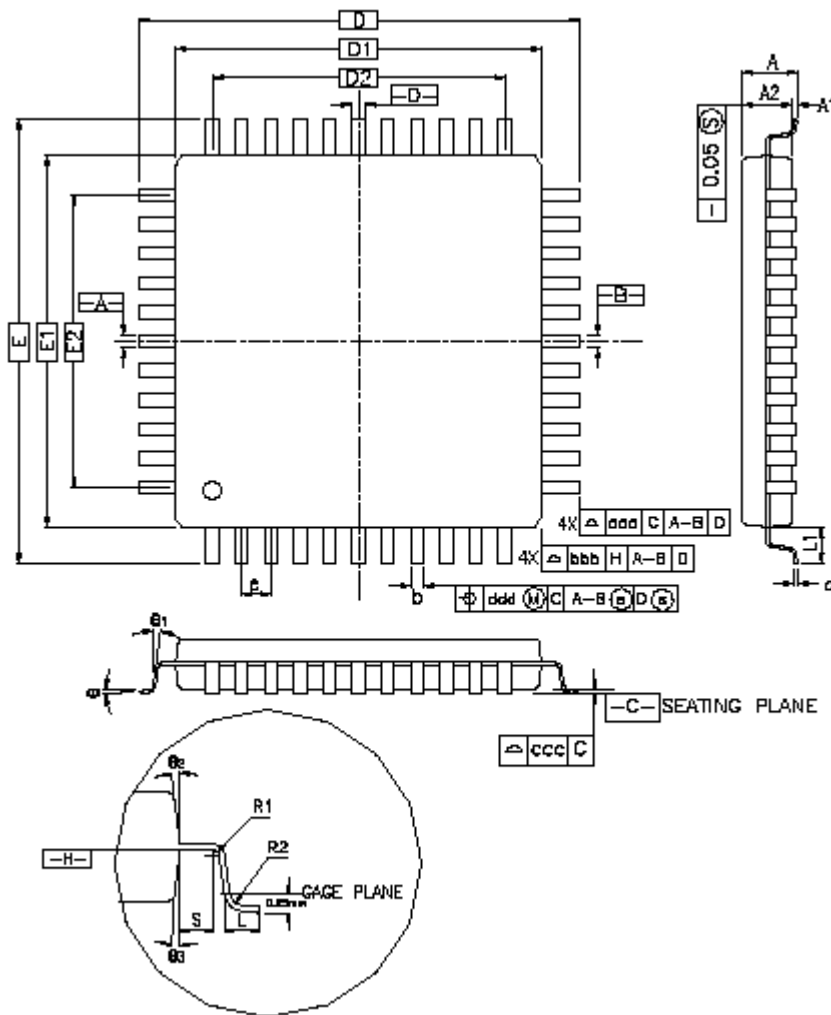 D
D1
D2
-D-
A
A2
A1
- 0.05 S
-A-
-B-
E
E1
E2
4X C A-B D
4X bbb H A-B D
e
b
ddd M C A-B S D S
L1
c
θ1
θ
-C- SEATING PLANE
ccc C
θ2
R1
R2
-H-
GAGE PLANE
S
L
θ3